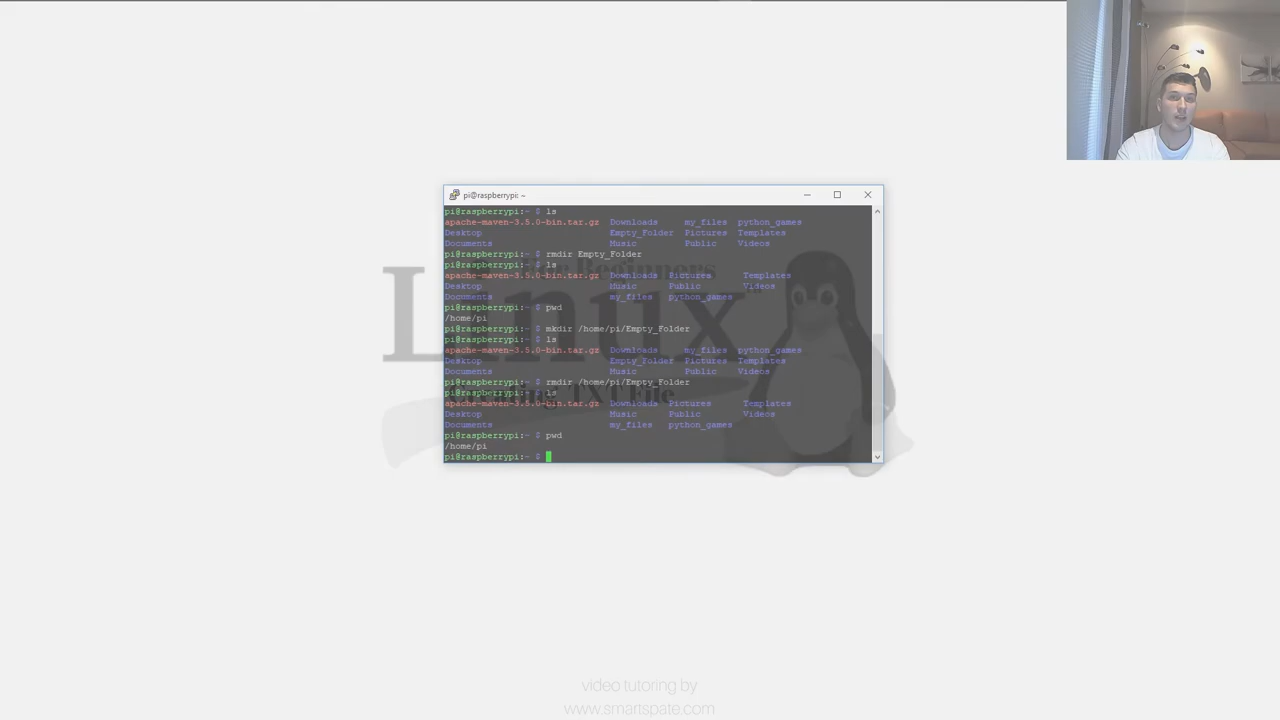 pi@raspberrypi: ~
pi@raspberrypi:~ $ ls
apache-maven-3.5.0-bin.tar.gz Downloads my_files python_games
Desktop Empty_Folder Pictures Templates
Documents Music Public Videos
pi@raspberrypi:~ $ rmdir Empty_Folder
pi@raspberrypi:~ $ ls
apache-maven-3.5.0-bin.tar.gz Downloads Pictures Templates
Desktop Music Public Videos
Documents my_files python_games
pi@raspberrypi:~ $ pwd
/home/pi
pi@raspberrypi:~ $ mkdir /home/pi/Empty_Folder
pi@raspberrypi:~ $ ls
apache-maven-3.5.0-bin.tar.gz Downloads my_files python_games
Desktop Empty_Folder Pictures Templates
Documents Music Public Videos
pi@raspberrypi:~ $ rmdir /home/pi/Empty_Folder
pi@raspberrypi:~ $ ls
apache-maven-3.5.0-bin.tar.gz Downloads Pictures Templates
Desktop Music Public Videos
Documents my_files python_games
pi@raspberrypi:~ $ pwd
/home/pi
pi@raspberrypi:~ $
Beginners
Linux
TXT File
video tutoring by
www.smartspate.com